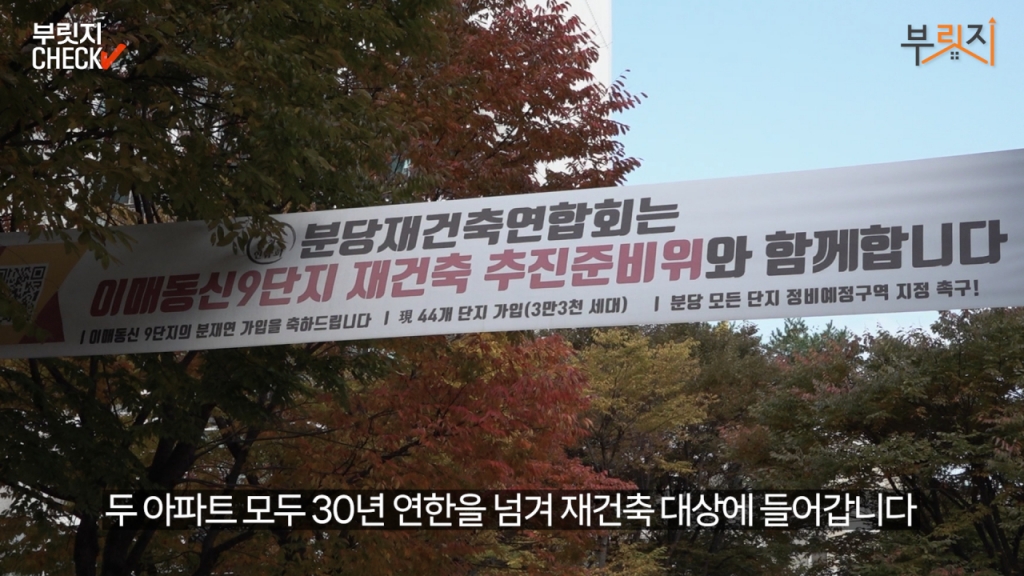 부릿지
CHECK
부릿지
분당재건축연합회는
이매동신9단지 재건축 추진준비위와 함께합니다
| 이매동신 9단지의 분재연 가입을 축하드립니다 | 現 44개 단지 가입(3만3천 세대) | 분당 모든 단지 정비예정구역 지정 촉구!
두 아파트 모두 30년 연한을 넘겨 재건축 대상에 들어갑니다